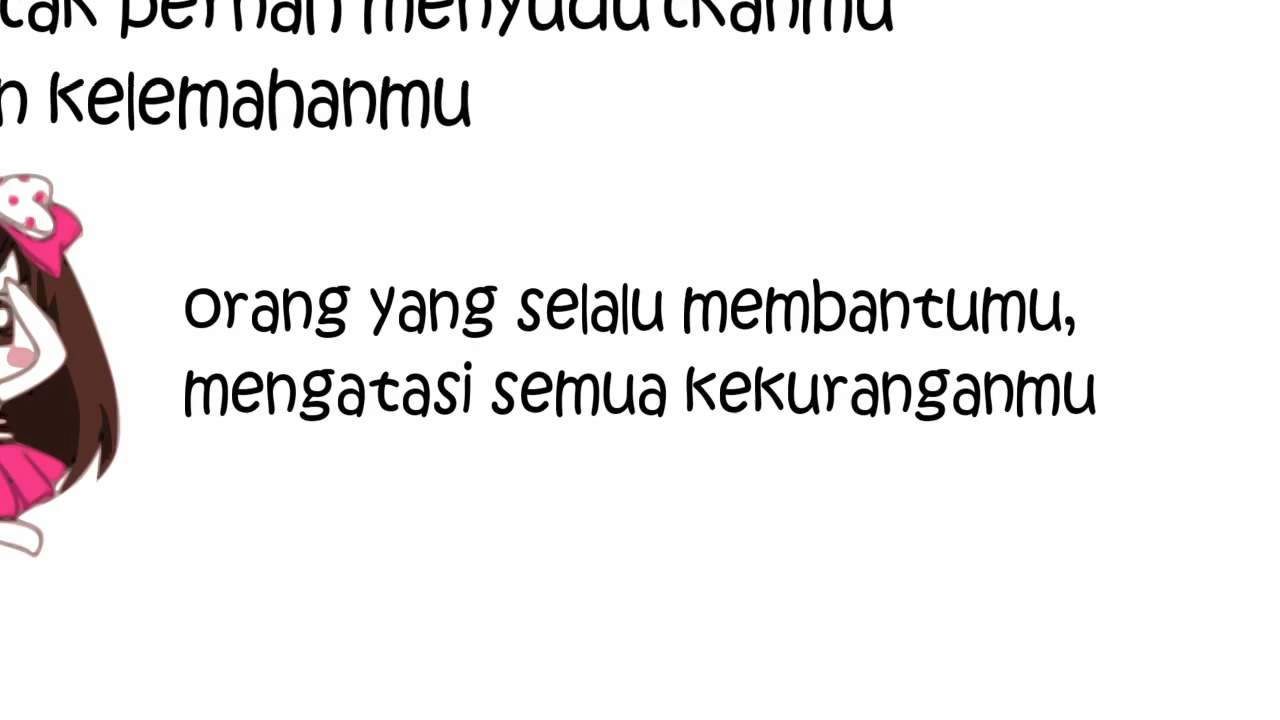 tak pernah menyudutkanmu
kelemahanmu
orang yang selalu membantumu,
mengatasi semua kekuranganmu